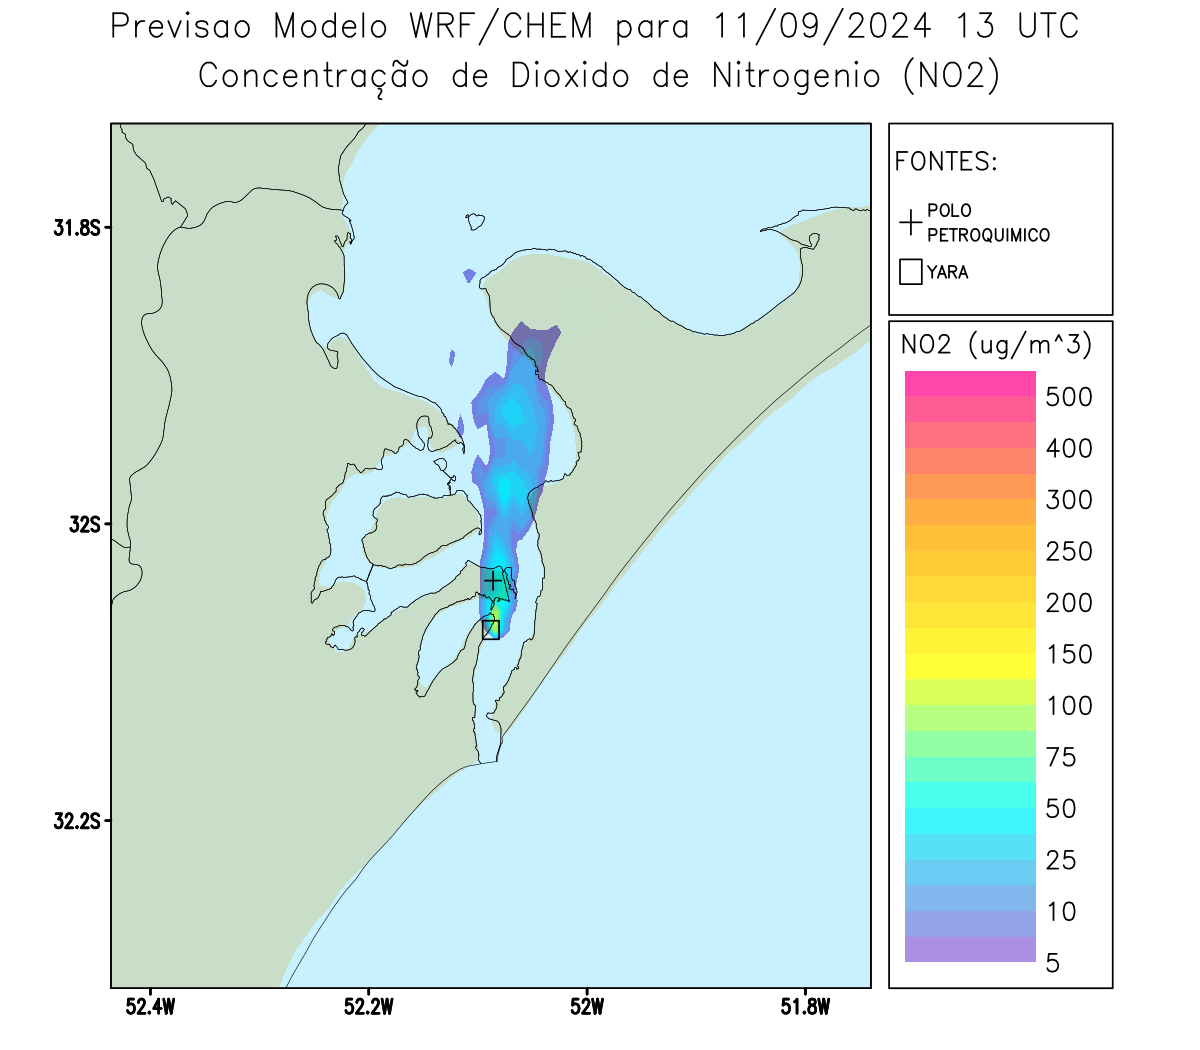 Previsao Modelo WRF/CHEM para 11/09/2024 13 UTC
Concentração de Dioxido de Nitrogenio (NO2)
FONTES:
POLO
PETROQUIMICO
YARA
NO2 (ug/m^3)
500
400
300
250
200
150
100
75
50
25
10
5
31.8S
32S
32.2S
52.4W
52.2W
52W
51.8W